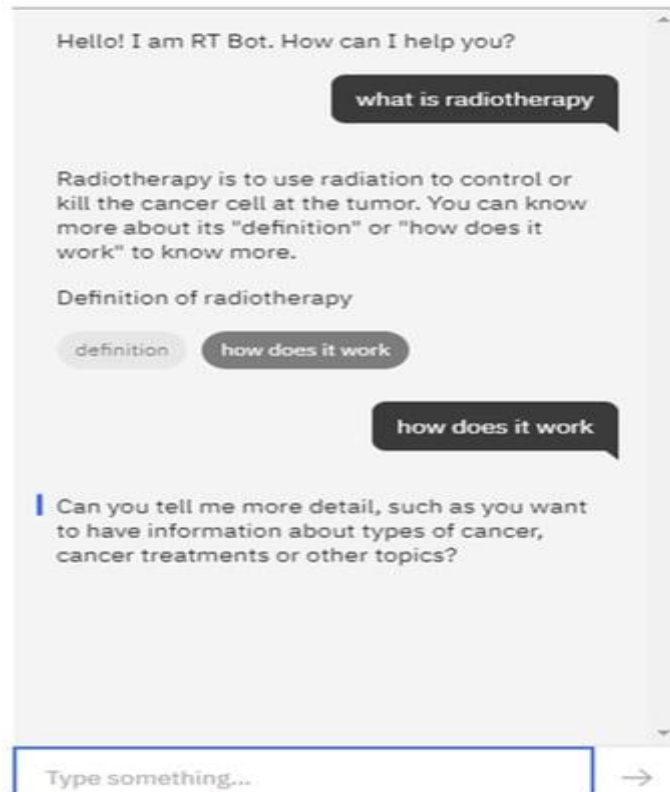 Hello! I am RT Bot. How can I help you?
what is radiotherapy
Radiotherapy is to use radiation to control or
kill the cancer cell at the tumor. You can know
more about its "definition" or "how does it
work" to know more.
Definition of radiotherapy
definition how does it work
how does it work
Can you tell me more detail, such as you want
to have information about types of cancer,
cancer treatments or other topics?
Type something...